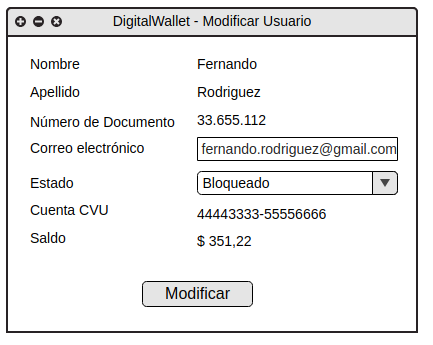 DigitalWallet - Modificar Usuario
Nombre Fernando
Apellido Rodriguez
Número de Documento 33.655.112
Correo electrónico fernando.rodriguez@gmail.com
Estado Bloqueado
Cuenta CVU 44443333-55556666
Saldo $ 351,22
Modificar